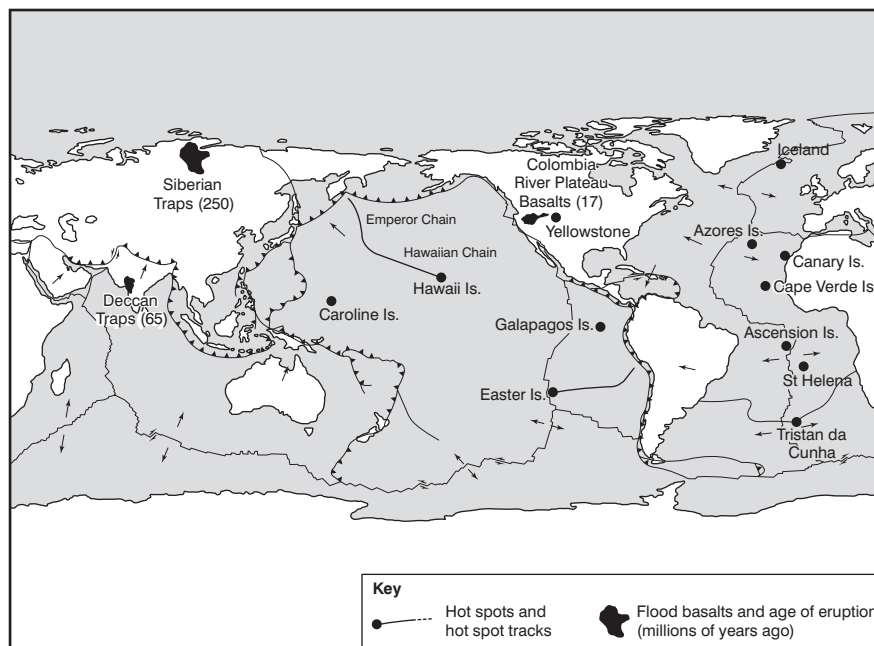 Iceland
Colombia
River Plateau
Basalts (17)
Siberian
Traps (250)
Emperor Chain
Yellowstone
Azores Is.
Hawaiian Chain
Canary Is.
Hawaii Is.
Cape Verde Is
Deccan
Traps (65)
Caroline Is.
Galapagos Is.
Ascension Is.
St Helena
Easter Is.
Tristan da
Cunha
Key
Hot spots and
hot spot tracks
Flood basalts and age of eruption
(millions of years ago)